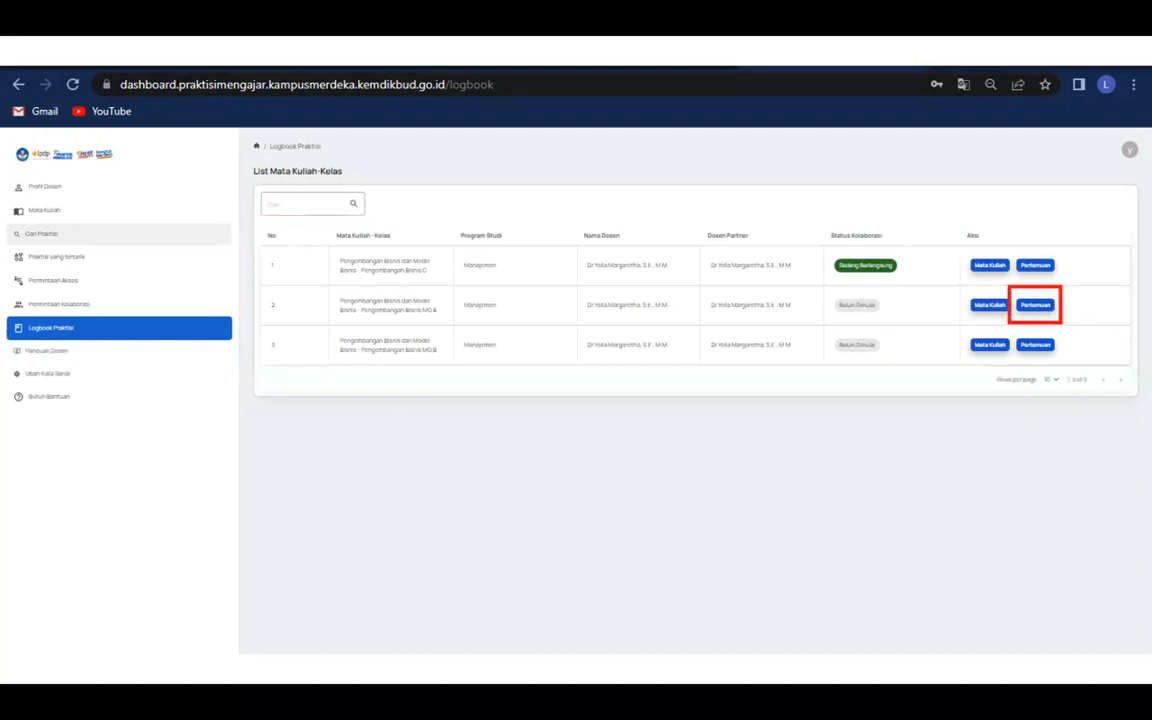 dashboard.praktisimengajar.kampusmerdeka.kemdikbud.go.id/logbook
L
Gmail
YouTube
/ Logbook Praktisi
y
Profil Dosen
Mata Kuliah
Cari Praktisi
Praktisi yang tertarik
Permintaan Akses
Permintaan Kolaborasi
Logbook Praktisi
Panduan Dosen
Ubah Kata Sandi
Butuh Bantuan
List Mata Kuliah-Kelas
No Mata Kuliah - Kelas Program Studi Nama Dosen Dosen Partner Status Kolaborasi Aksi
1 Pengembangan Bisnis dan Model Bisnis - Pengembangan Bisnis C Manajemen Dr.Yolla Margaretha, S.E., M.M. Dr.Yolla Margaretha, S.E., M.M. Sedang Berlangsung Mata Kuliah Pertemuan
2 Pengembangan Bisnis dan Model Bisnis - Pengembangan Bisnis MG A Manajemen Dr.Yolla Margaretha, S.E., M.M. Dr.Yolla Margaretha, S.E., M.M. Belum Dimulai Mata Kuliah Pertemuan
3 Pengembangan Bisnis dan Model Bisnis - Pengembangan Bisnis MG B Manajemen Dr.Yolla Margaretha, S.E., M.M. Dr.Yolla Margaretha, S.E., M.M. Belum Dimulai Mata Kuliah Pertemuan
Rows per page 10